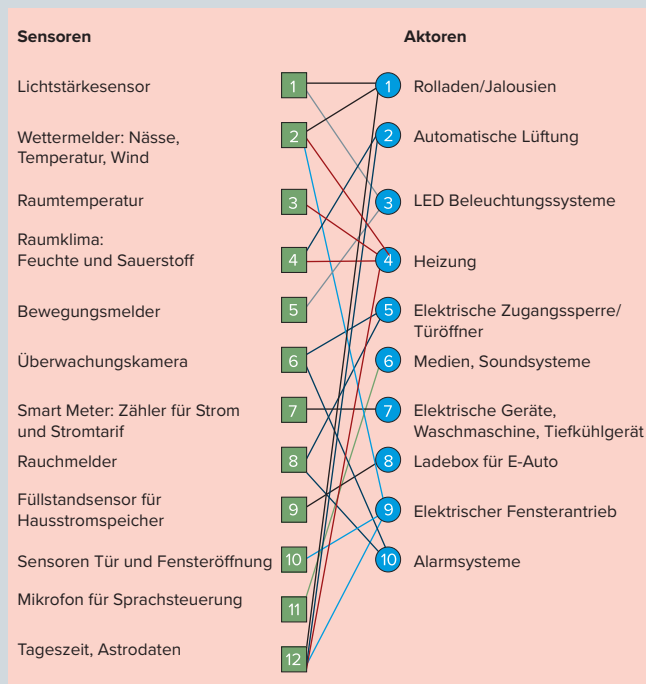 Sensoren
Aktoren
Lichtstärkesensor
1
1
Rolladen/Jalousien
Wettermelder: Nässe,
Temperatur, Wind
2
2
Automatische Lüftung
Raumtemperatur
3
3
LED Beleuchtungssysteme
Raumklima:
Feuchte und Sauerstoff
4
4
Heizung
Bewegungsmelder
5
5
Elektrische Zugangssperre/
Türöffner
Überwachungskamera
6
6
Medien, Soundsysteme
Smart Meter: Zähler für Strom
und Stromtarif
7
7
Elektrische Geräte,
Waschmaschine, Tiefkühlgerät
Rauchmelder
8
8
Ladebox für E-Auto
Füllstandsensor für
Hausstromspeicher
9
9
Elektrischer Fensterantrieb
Sensoren Tür und Fensteröffnung
10
10
Alarmsysteme
Mikrofon für Sprachsteuerung
11
Tageszeit, Astrodaten
12